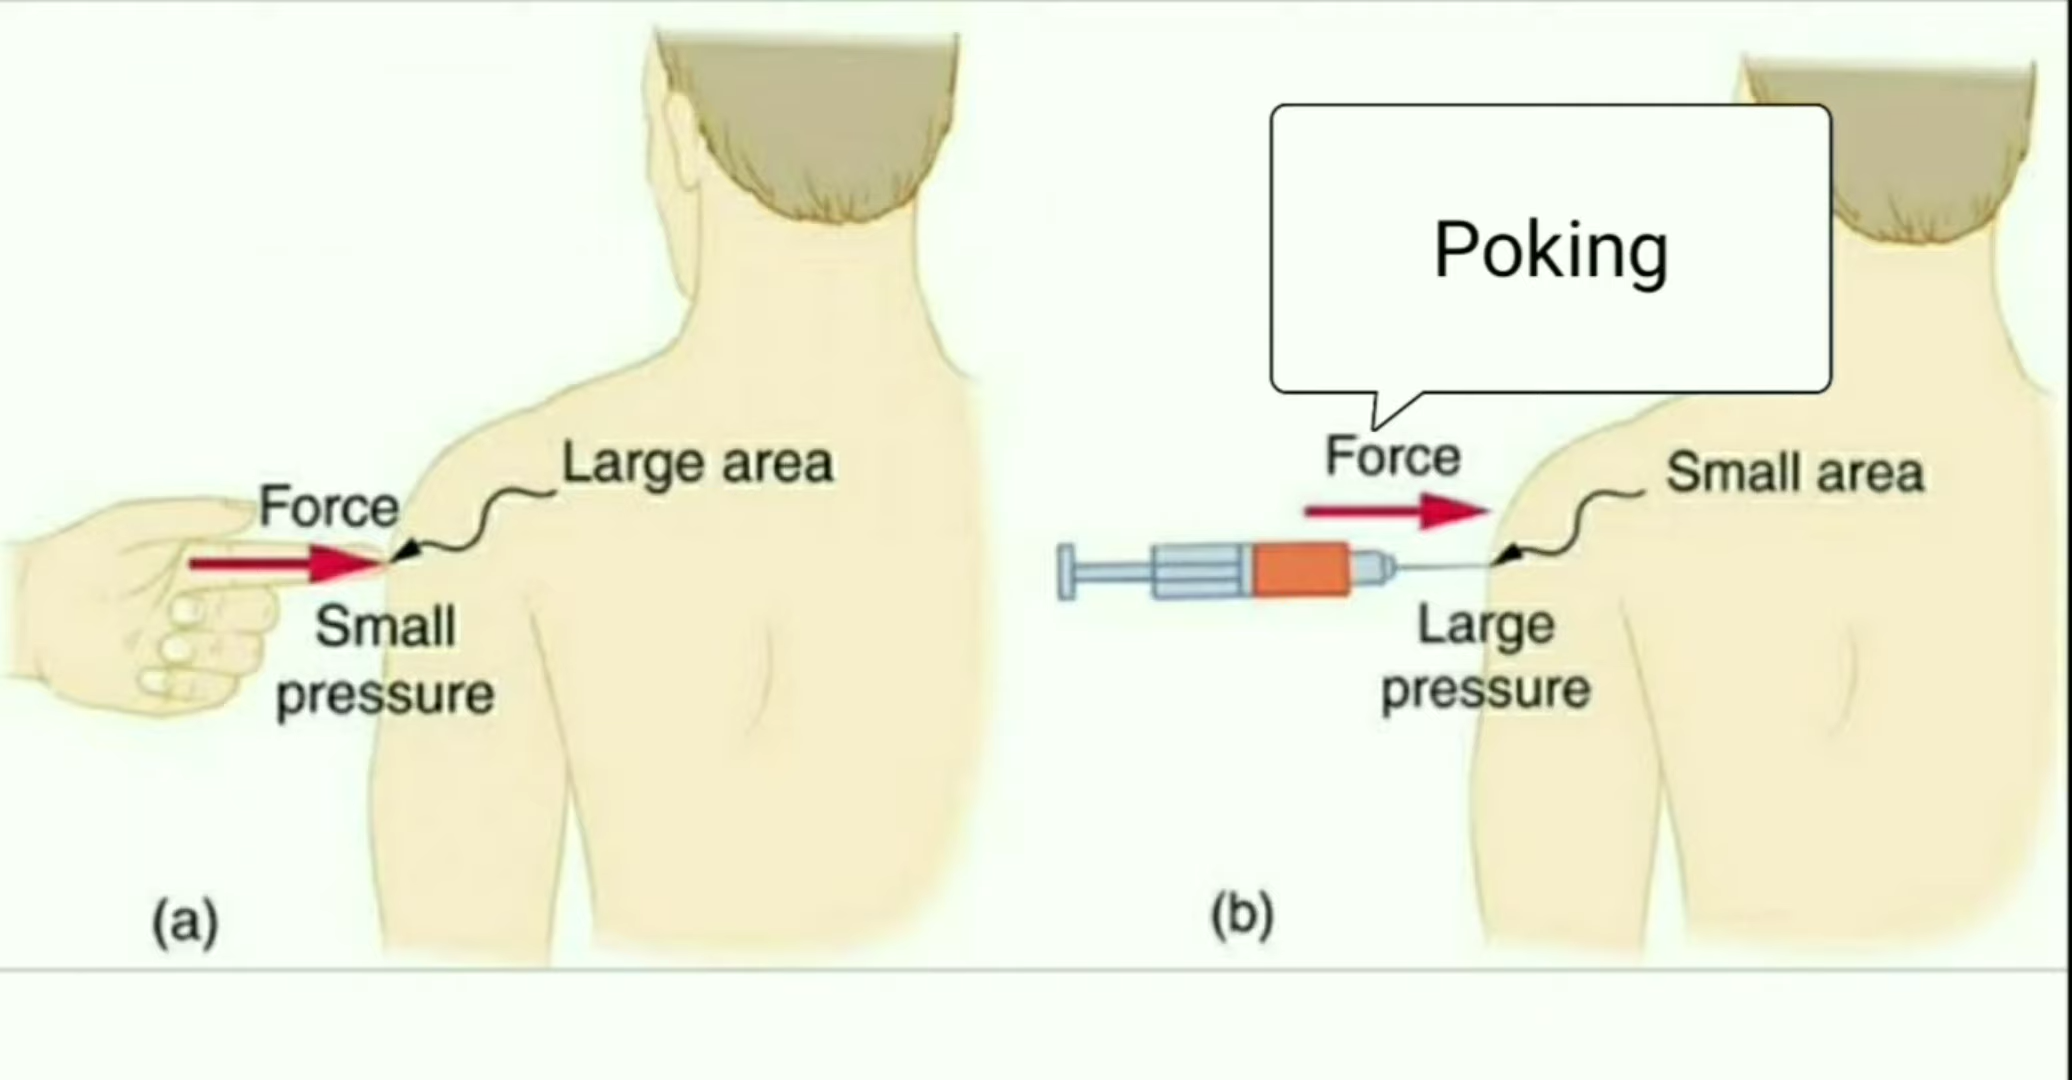 Large area
Force
Small
pressure
(a)
Poking
Force
Small area
Large
pressure
(b)